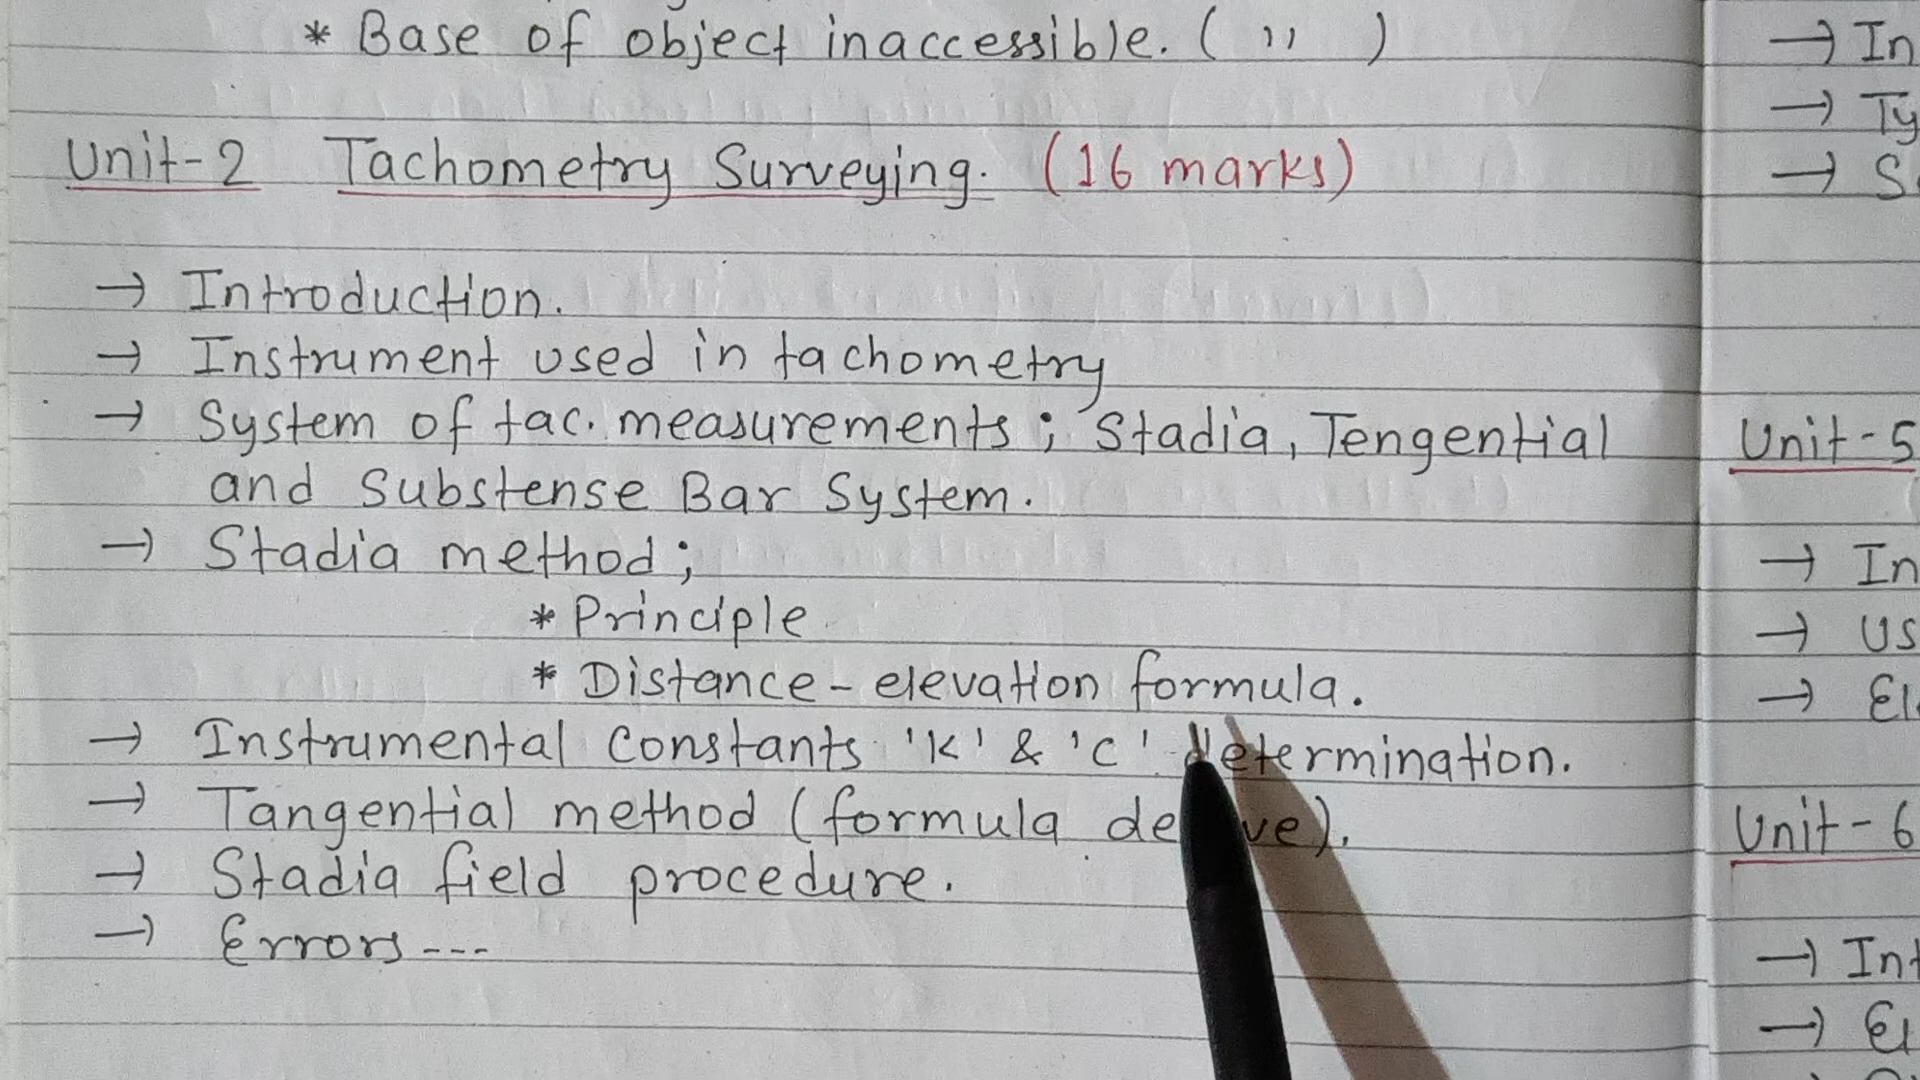 * Base of object inaccessible. ( ,, )
Unit-2 Tachometry Surveying. (16 marks)
→ Introduction.
→ Instrument used in tachometry
→ System of tac. measurements ; Stadia, Tengential
and Substense Bar System.
→ Stadia method ;
* Principle
* Distance - elevation formula.
→ Instrumental Constants 'K' & 'C' determination.
→ Tangential method (formula de ve).
→ Stadia field procedure.
→ Errors ---
→ In
→ Ty
→ S
Unit - 5
→ In
→ Us
→ El
Unit - 6
→ Int
→ El